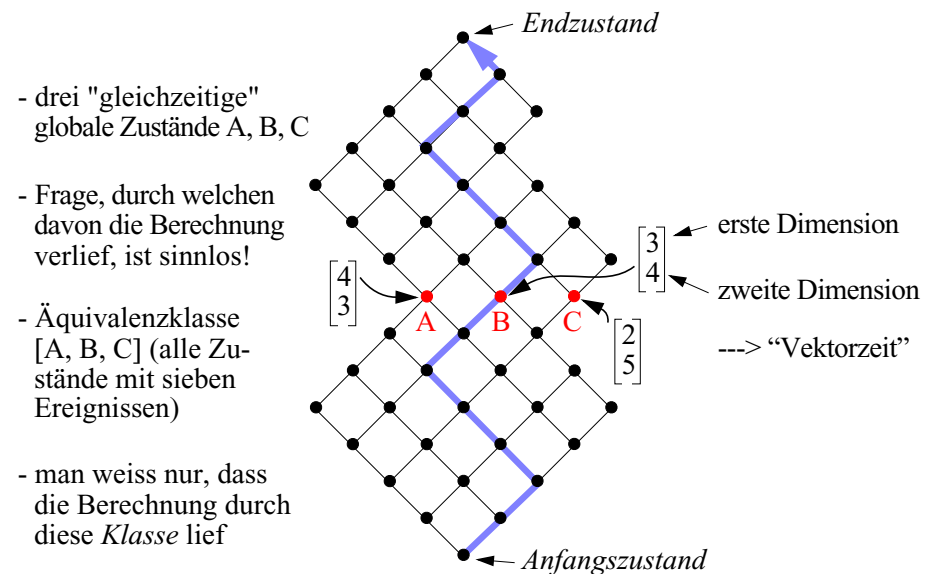 Endzustand
- drei "gleichzeitige"
globale Zustände A, B, C
- Frage, durch welchen
davon die Berechnung
verlief, ist sinnlos!
- Äquivalenzklasse
[A, B, C] (alle Zu-
stände mit sieben
Ereignissen)
- man weiss nur, dass
die Berechnung durch
diese Klasse lief
4
3
A
B
C
3
4
2
5
erste Dimension
zweite Dimension
---> “Vektorzeit”
Anfangszustand